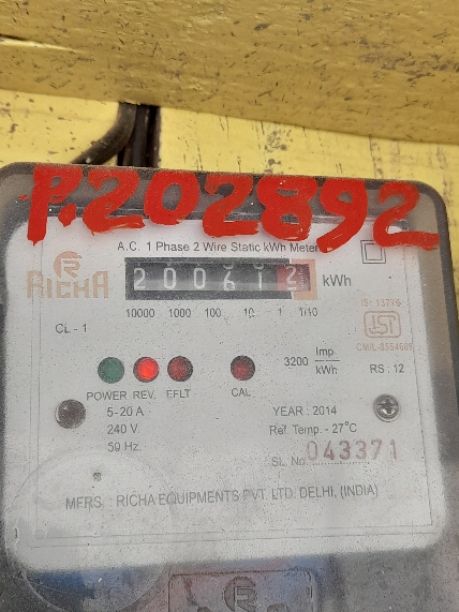 P.202892
A.C. 1 Phase 2 Wire Static kWh Meter
RICHA
200612 kWh
10000 1000 100 10 1 1/10
IS: 13779
ISI
CL - 1
3200 Imp/kWh
RS : 12
POWER REV. EFLT CAL
5-20 A
YEAR : 2014
240 V.
Ref. Temp. - 27°C
50 Hz.
SL. No. 043371
MFRS : RICHA EQUIPMENTS PVT. LTD. DELHI, (INDIA)